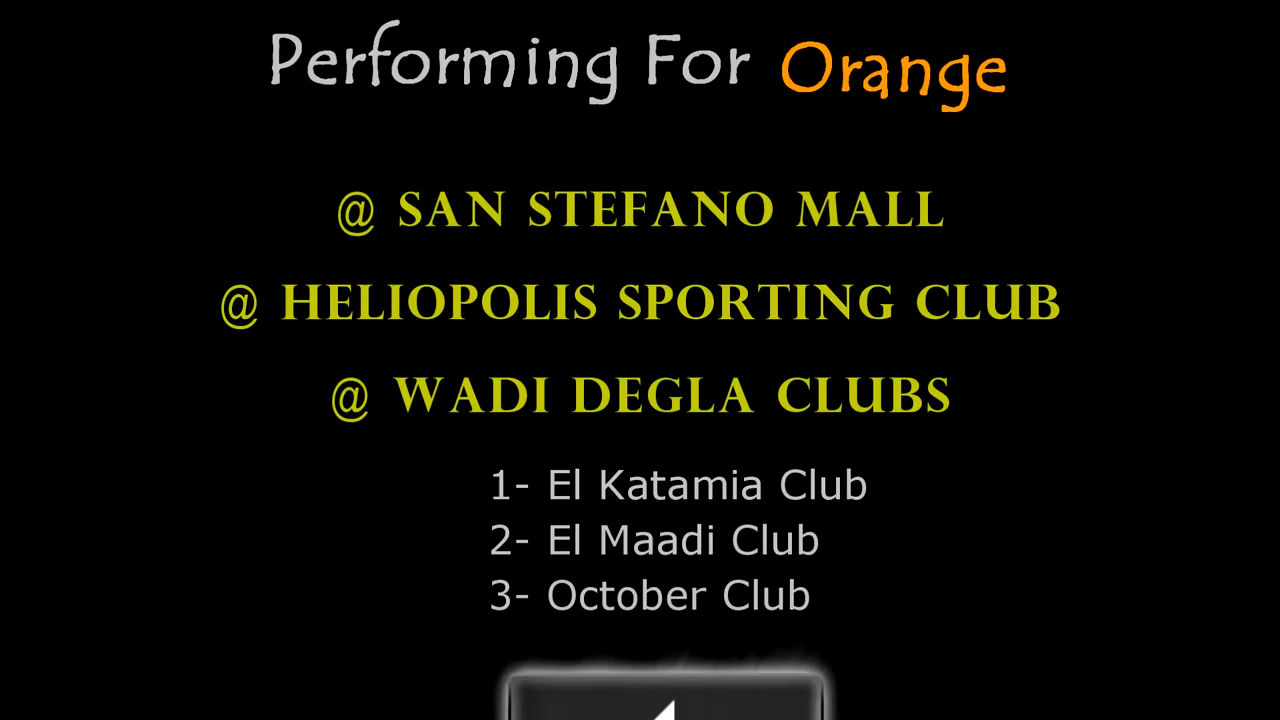 Performing For Orange
@ SAN STEFANO MALL
@ HELIOPOLIS SPORTING CLUB
@ WADI DEGLA CLUBS
1- El Katamia Club
2- El Maadi Club
3- October Club